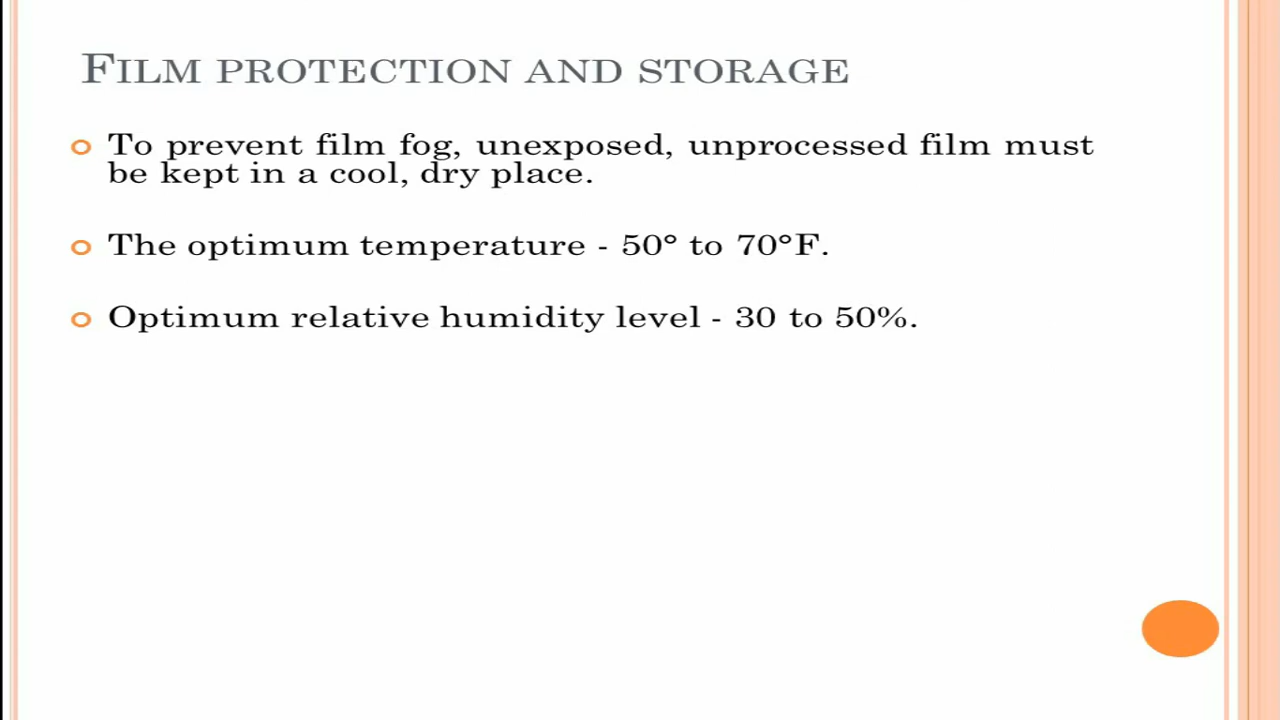 FILM PROTECTION AND STORAGE
To prevent film fog, unexposed, unprocessed film must
be kept in a cool, dry place.
The optimum temperature - 50° to 70°F.
Optimum relative humidity level - 30 to 50%.